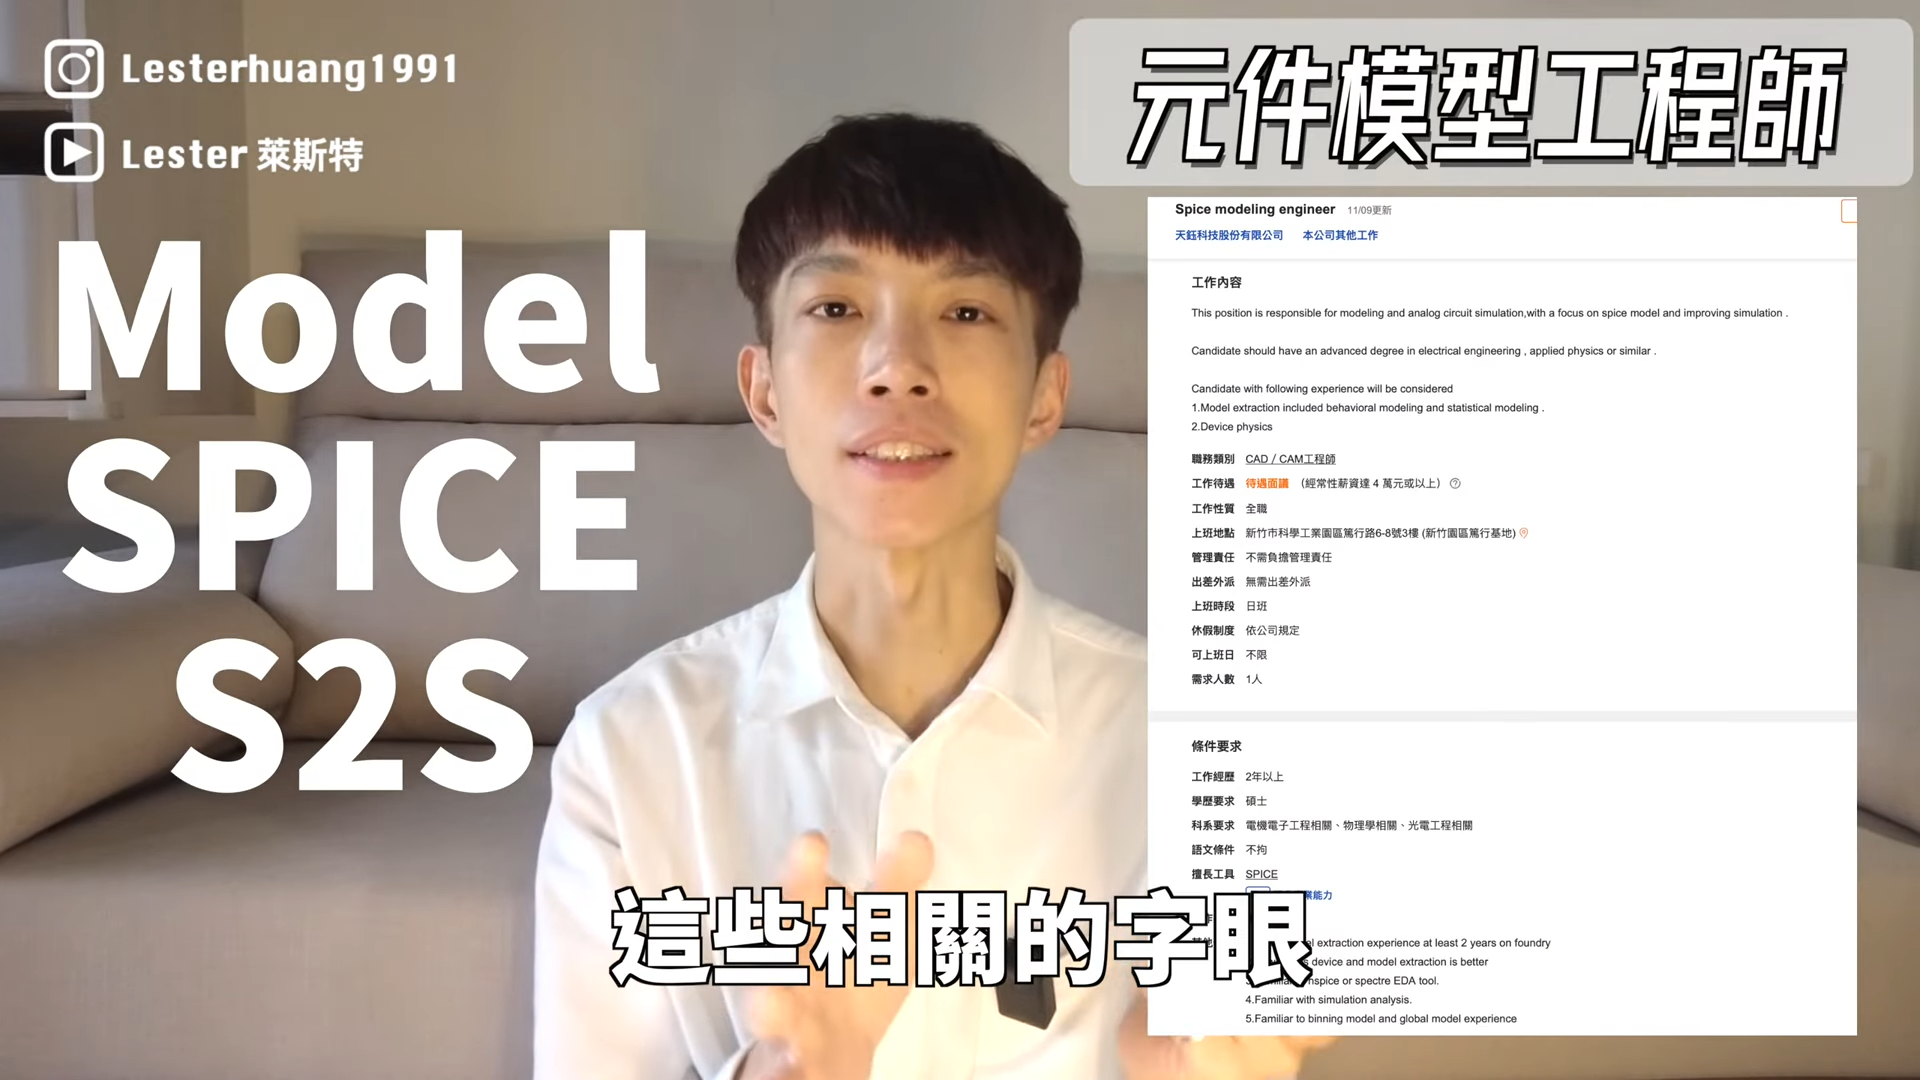 Lesterhuang1991
Lester 萊斯特
元件模型工程師
Model
SPICE
S2S
Spice modeling engineer 11/09更新
天鈺科技股份有限公司 本公司其他工作
工作內容
This position is responsible for modeling and analog circuit simulation,with a focus on spice model and improving simulation .
Candidate should have an advanced degree in electrical engineering , applied physics or similar .
Candidate with following experience will be considered
1.Model extraction included behavioral modeling and statistical modeling .
2.Device physics
職務類別 CAD / CAM工程師
工作待遇 待遇面議 （經常性薪資達 4 萬元或以上）
工作性質 全職
上班地點 新竹市科學工業園區篤行路6-8號3樓 (新竹園區篤行基地)
管理責任 不需負擔管理責任
出差外派 無需出差外派
上班時段 日班
休假制度 依公司規定
可上班日 不限
需求人數 1人
條件要求
工作經歷 2年以上
學歷要求 碩士
科系要求 電機電子工程相關、物理學相關、光電工程相關
語文條件 不拘
擅長工具 SPICE
業能力
extraction experience at least 2 years on foundry
device and model extraction is better
spice or spectre EDA tool.
4.Familiar with simulation analysis.
5.Familiar to binning model and global model experience
這些相關的字眼